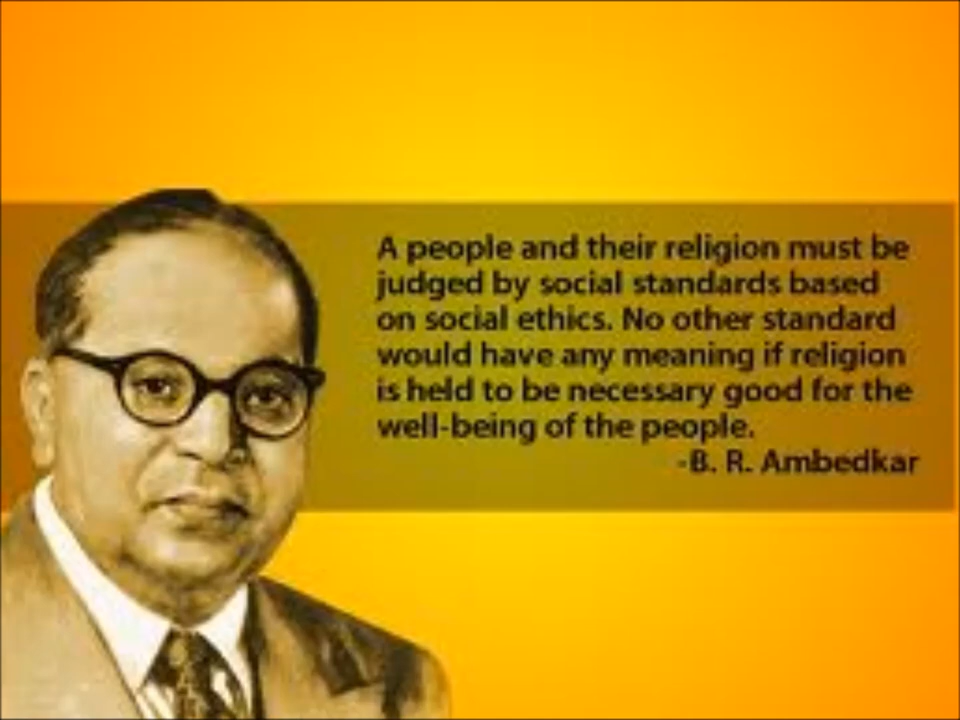 A people and their religion must be
judged by social standards based
on social ethics. No other standard
would have any meaning if religion
is held to be necessary good for the
well-being of the people.
-B. R. Ambedkar